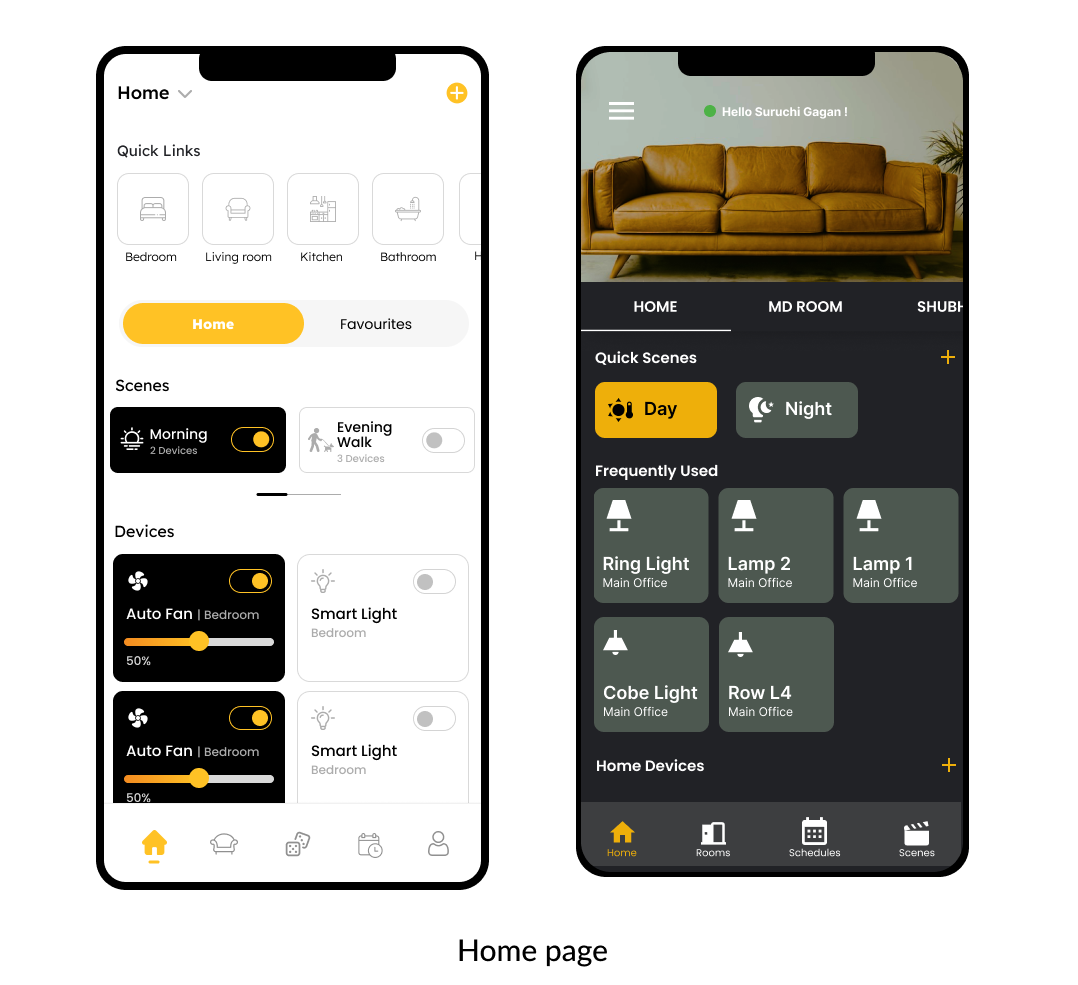 Home
Quick Links
Bedroom
Living room
Kitchen
Bathroom
H
Home
Favourites
Scenes
Morning
2 Devices
Evening
Walk
3 Devices
Devices
Auto Fan | Bedroom
50%
Smart Light
Bedroom
Auto Fan | Bedroom
50%
Smart Light
Bedroom
Hello Suruchi Gagan !
HOME
MD ROOM
SHUBH
Quick Scenes
Day
Night
Frequently Used
Ring Light
Main Office
Lamp 2
Main Office
Lamp 1
Main Office
Cobe Light
Main Office
Row L4
Main Office
Home Devices
Home
Rooms
Schedules
Scenes
Home page